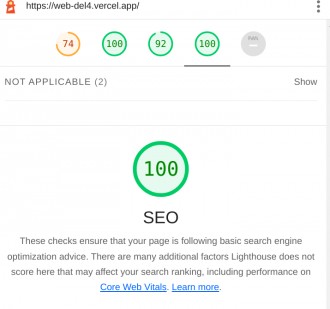 https://web-del4.vercel.app/
74 100 92 100
NOT APPLICABLE (2) Show
100
SEO
These checks ensure that your page is following basic search engine
optimization advice. There are many additional factors Lighthouse does not
score here that may affect your search ranking, including performance on
Core Web Vitals. Learn more.